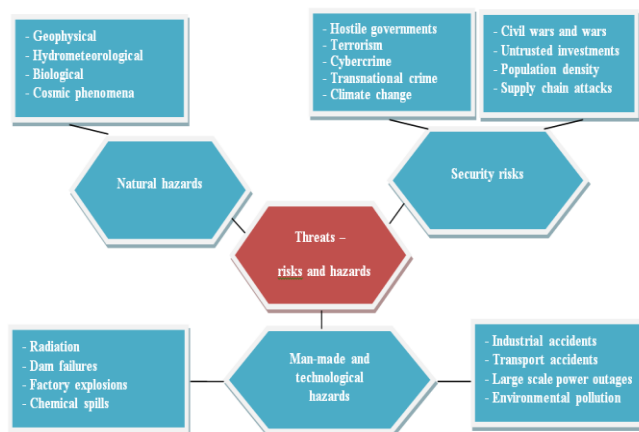 - Geophysical
- Hydrometeorological
- Biological
- Cosmic phenomena
- Hostile governments
- Terrorism
- Cybercrime
- Transnational crime
- Climate change
- Civil wars and wars
- Untrusted investments
- Population density
- Supply chain attacks
Natural hazards
Security risks
Threats –
risks and hazards
- Radiation
- Dam failures
- Factory explosions
- Chemical spills
Man-made and
technological
hazards
- Industrial accidents
- Transport accidents
- Large scale power outages
- Environmental pollution